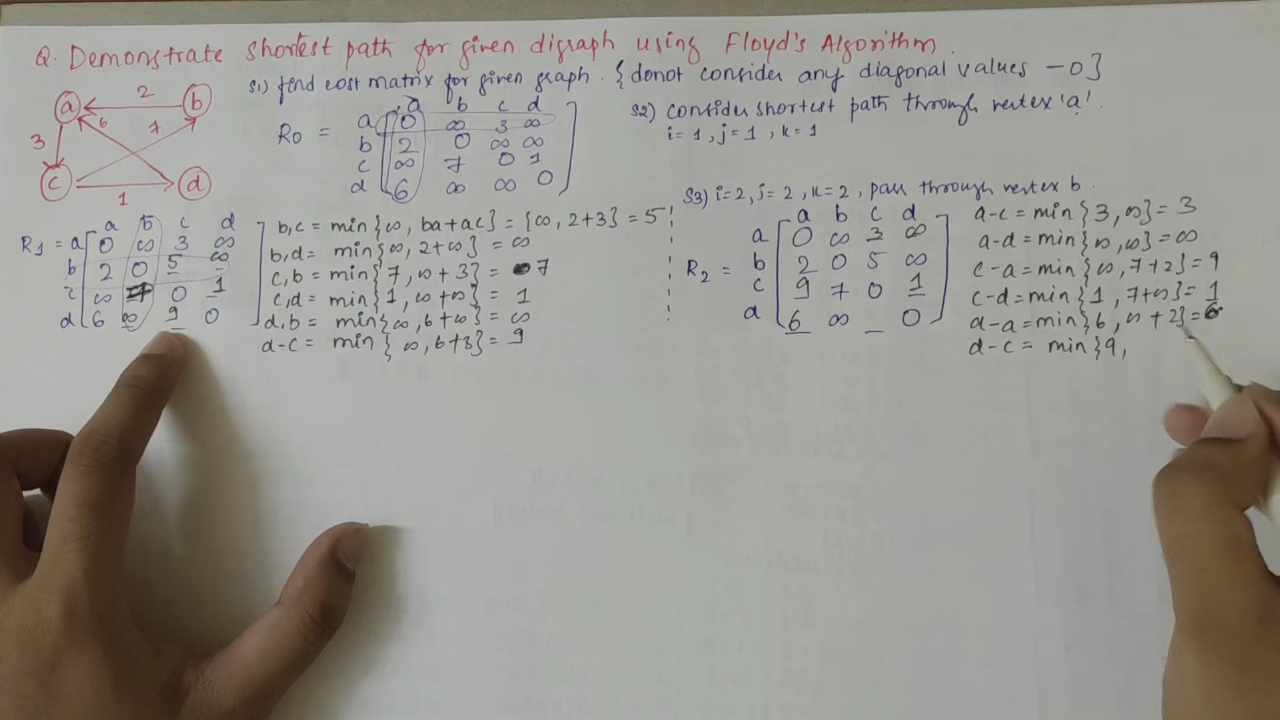 Q. Demonstrate shortest path for given digraph using Floyd's Algorithm.
S1) find cost matrix for given graph. {donot consider any diagonal values - 0}
a 2 b
3 6 7
c 1 d
R0 =
a b c d
a 0 ∞ 3 ∞
b 2 0 ∞ ∞
c ∞ 7 0 1
d 6 ∞ ∞ 0
S2) consider shortest path through vertex 'a'.
i=1, j=1, k=1
R1 =
a b c d
a 0 ∞ 3 ∞
b 2 0 5 ∞
c ∞ 7 0 1
d 6 ∞ 9 0
b,c = min{∞, ba+ac} = {∞, 2+3} = 5
b,d = min{∞, 2+∞} = ∞
c,b = min{7, ∞+3} = 7
c,d = min{1, ∞+∞} = 1
d,b = min{∞, 6+∞} = ∞
d-c = min{∞, 6+3} = 9
S3) i=2, j=2, k=2, pass through vertex b.
R2 =
a b c d
a 0 ∞ 3 ∞
b 2 0 5 ∞
c 9 7 0 1
d 6 ∞ _ 0
a-c = min{3, ∞} = 3
a-d = min{∞, ∞} = ∞
c-a = min{∞, 7+2} = 9
c-d = min{1, 7+∞} = 1
d-a = min{6, ∞+2} = 6
d-c = min{9,